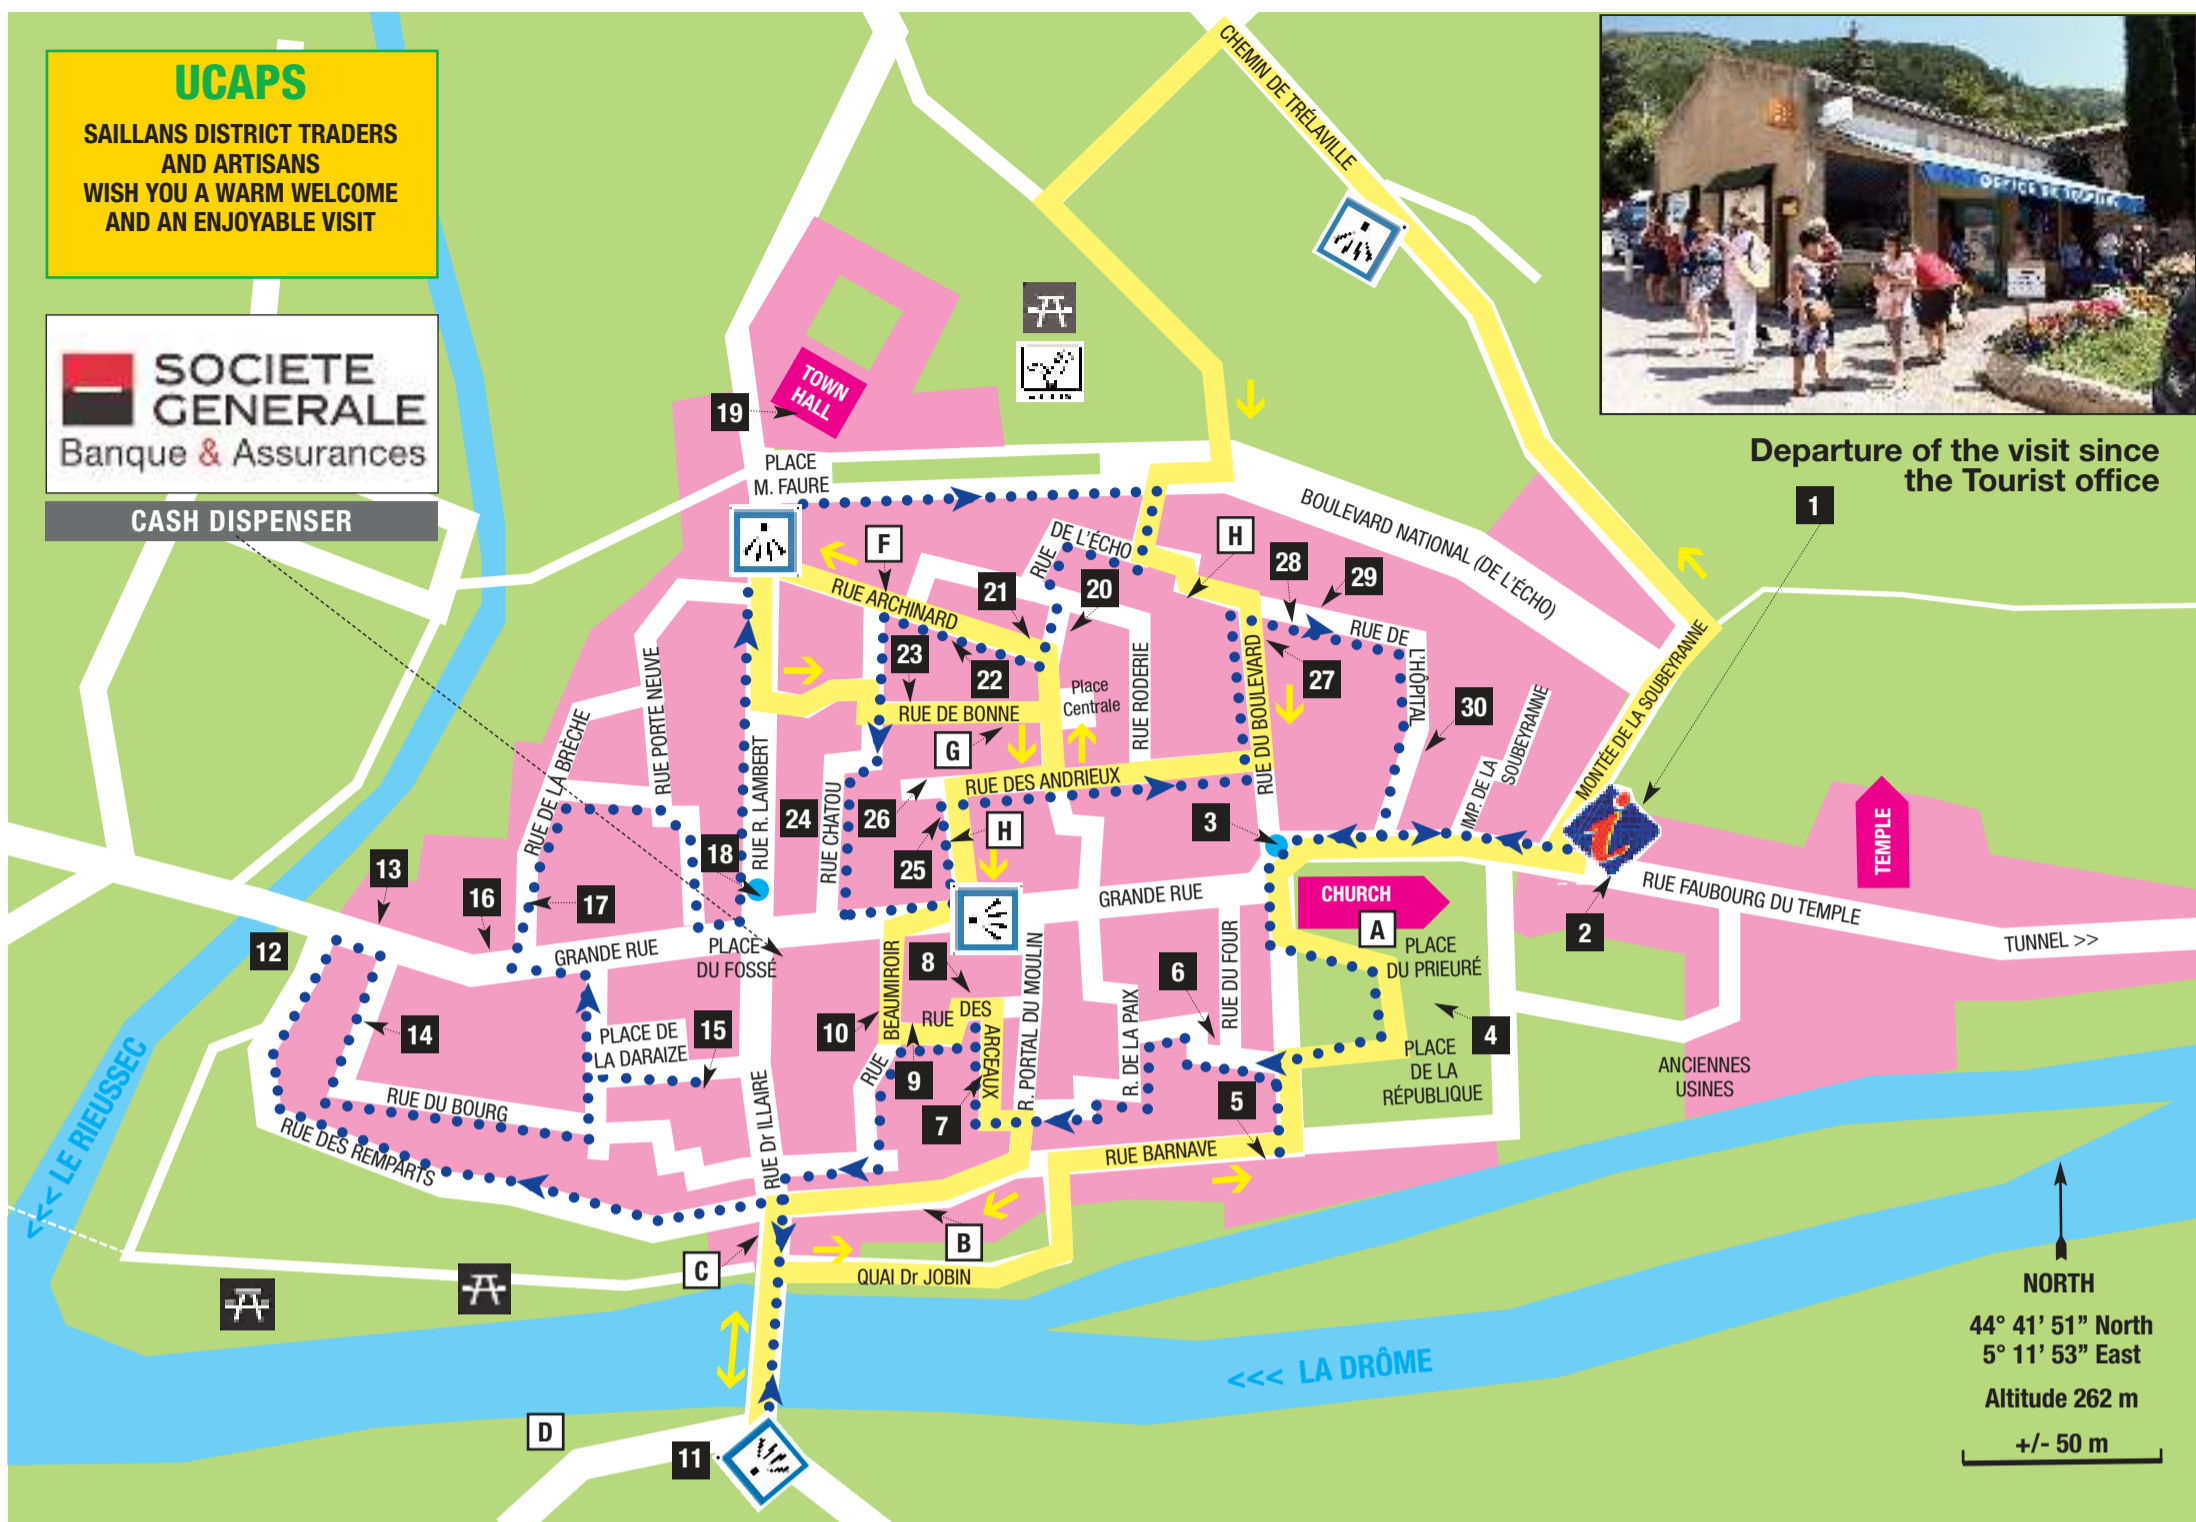 UCAPS
SAILLANS DISTRICT TRADERS
AND ARTISANS
WISH YOU A WARM WELCOME
AND AN ENJOYABLE VISIT
SOCIETE
GENERALE
Banque & Assurances
CASH DISPENSER
CHEMIN DE TRÉLAVILLE
Departure of the visit since
the Tourist office
1
TOWN
HALL
19
PLACE
M. FAURE
BOULEVARD NATIONAL (DE L'ÉCHO)
F
RUE
DE L'ÉCHO
H
28
29
21
20
RUE ARCHINARD
RUE DE
L'HÔPITAL
23
22
27
RUE PORTE NEUVE
Place
Centrale
RUE RODERIE
RUE DU BOULEVARD
30
IMP. DE LA
SOUBEYRANNE
MONTÉE DE LA SOUBEYRANNE
RUE DE BONNE
G
RUE DE LA BRÈCHE
RUE R. LAMBERT
RUE CHATOU
RUE DES ANDRIEUX
24
26
H
3
25
18
TEMPLE
13
16
17
GRANDE RUE
CHURCH
A
RUE FAUBOURG DU TEMPLE
2
TUNNEL >>
12
GRANDE RUE
PLACE
DU FOSSÉ
8
BEAUMIROIR
RUE
R. PORTAL DU MOULIN
6
RUE DU FOUR
PLACE
DU PRIEURÉ
4
14
PLACE DE
LA DARAIZE
15
10
RUE
DES
ARCEAUX
9
7
R. DE LA PAIX
5
PLACE
DE LA
RÉPUBLIQUE
ANCIENNES
USINES
RUE DU BOURG
RUE DES REMPARTS
RUE Dr ILLAIRE
RUE BARNAVE
<<< LE RIEUSSEC
B
C
QUAI Dr JOBIN
<<< LA DRÔME
D
11
NORTH
44° 41' 51” North
5° 11' 53” East
Altitude 262 m
+/- 50 m